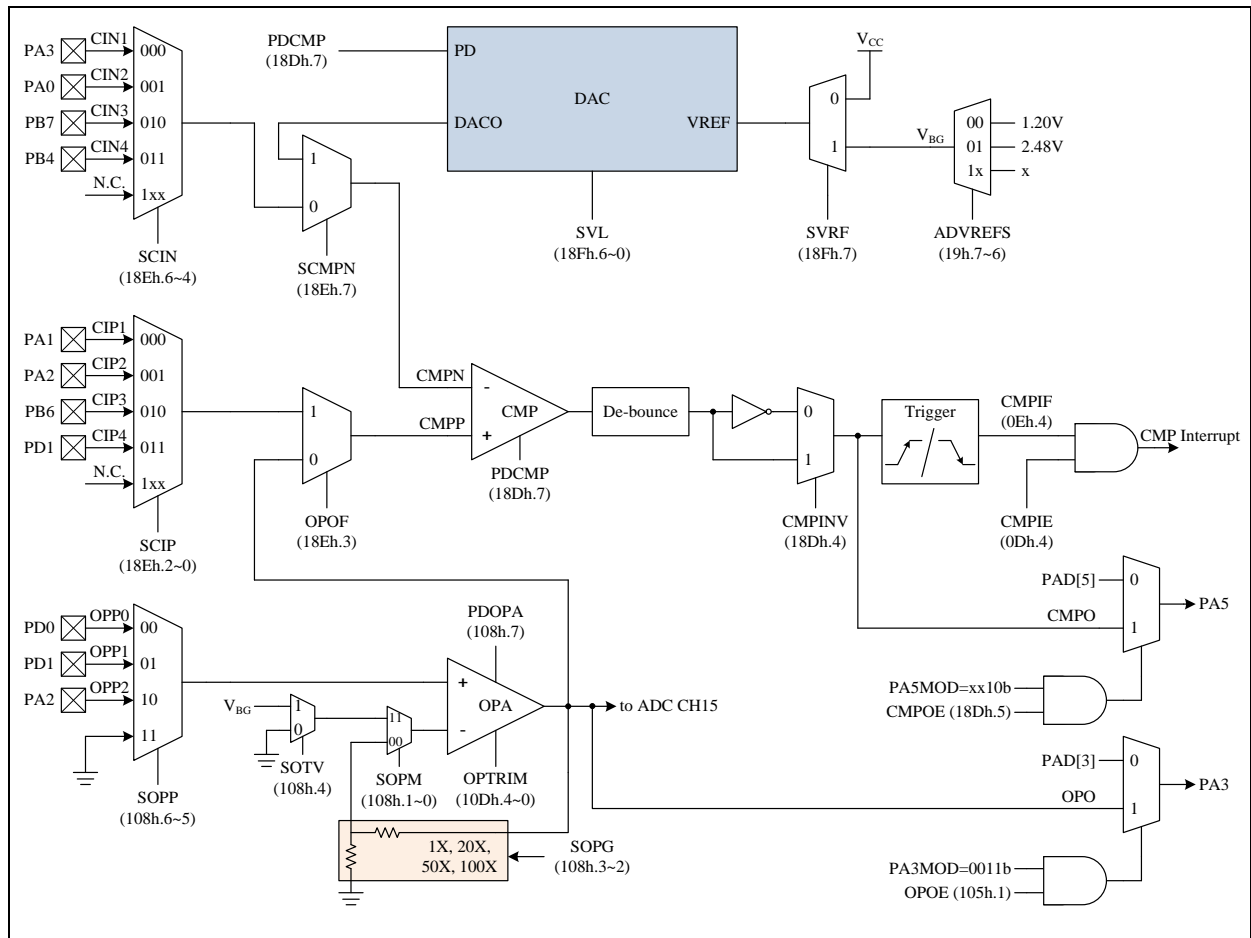 PA3 CIN1 000
PA0 CIN2 001
PB7 CIN3 010
PB4 CIN4 011
N.C. 1xx
SCIN
(18Eh.6~4)
PDCMP
(18Dh.7)
PD
DAC
DACO
VREF
1
0
SCMPN
(18Eh.7)
SVL
(18Fh.6~0)
VCC
0
1
SVRF
(18Fh.7)
VBG
00 1.20V
01 2.48V
1x x
ADVREFS
(19h.7~6)
PA1 CIP1 000
PA2 CIP2 001
PB6 CIP3 010
PD1 CIP4 011
N.C. 1xx
SCIP
(18Eh.2~0)
1
0
OPOF
(18Eh.3)
CMPN
CMPP
-
CMP
+
PDCMP
(18Dh.7)
De-bounce
0
1
CMPINV
(18Dh.4)
Trigger
CMPIF
(0Eh.4)
CMP Interrupt
CMPIE
(0Dh.4)
PAD[5] 0
CMPO 1
PA5
PA5MOD=xx10b
CMPOE (18Dh.5)
PD0 OPP0 00
PD1 OPP1 01
PA2 OPP2 10
11
SOPP
(108h.6~5)
VBG 1
0
SOTV
(108h.4)
11
00
SOPM
(108h.1~0)
PDOPA
(108h.7)
+
OPA
-
OPTRIM
(10Dh.4~0)
to ADC CH15
1X, 20X,
50X, 100X
SOPG
(108h.3~2)
PAD[3] 0
OPO 1
PA3
PA3MOD=0011b
OPOE (105h.1)